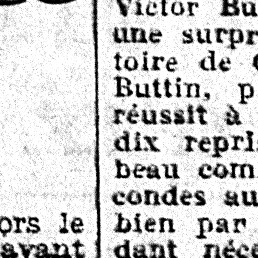 Victor Bu
une surpr
toire de
Buttin, p
réussit à
dix repri
beau com
condes au
bien par
dant néce
ors le
avant